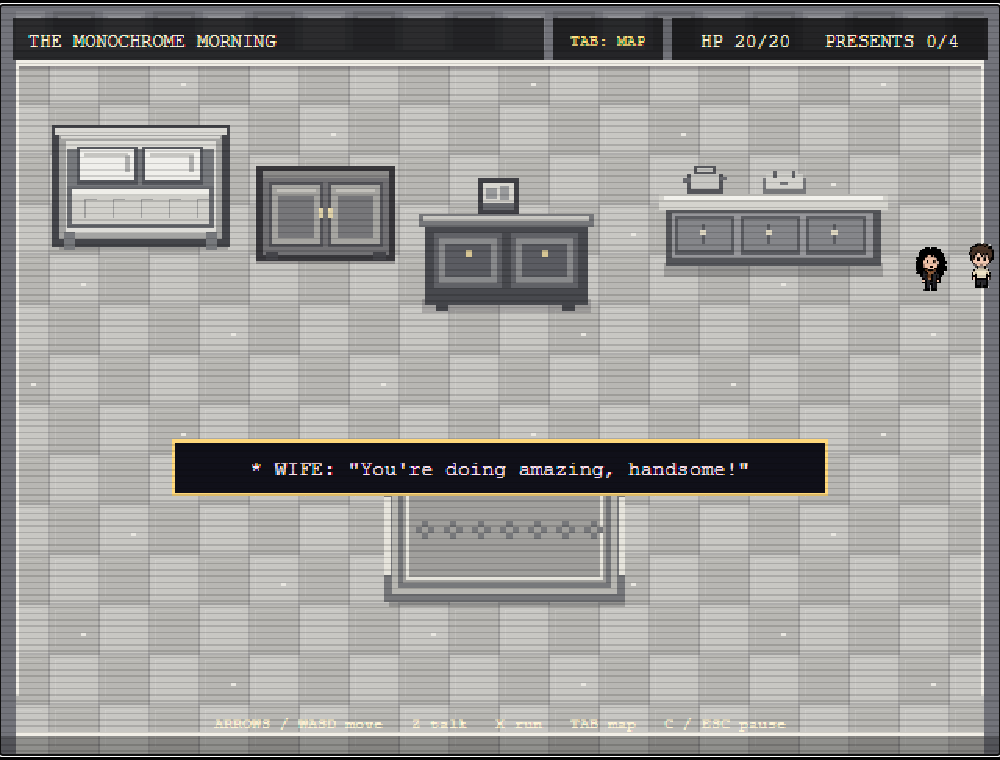 THE MONOCHROME MORNING
TAB: MAP
HP 20/20 PRESENTS 0/4
* WIFE: "You're doing amazing, handsome!"
ARROWS / WASD move Z talk X run TAB map C / ESC pause